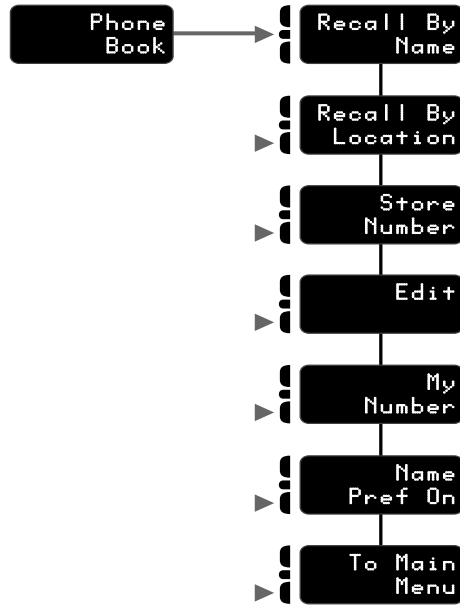 Phone
Book
Recall By
Name
Recall By
Location
Store
Number
Edit
My
Number
Name
Pref On
To Main
Menu